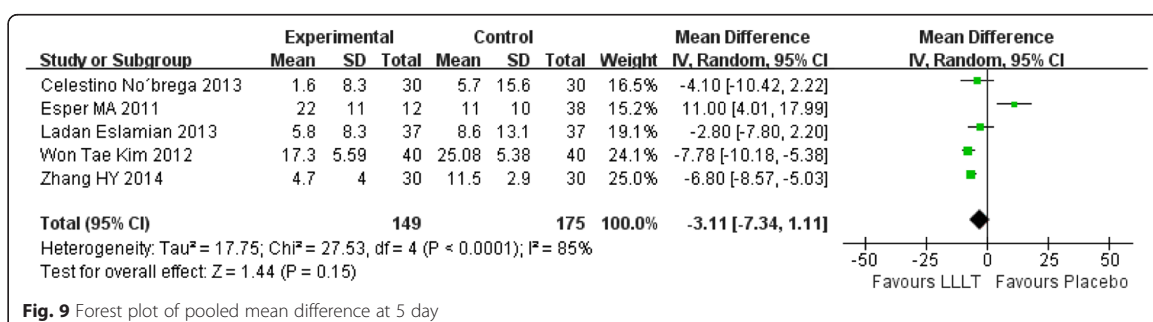 Experimental Control Mean Difference Mean Difference
Study or Subgroup Mean SD Total Mean SD Total Weight IV, Random, 95% CI IV, Random, 95% CI
Celestino No´brega 2013 1.6 8.3 30 5.7 15.6 30 16.5% -4.10 [-10.42, 2.22]
Esper MA 2011 22 11 12 11 10 38 15.2% 11.00 [4.01, 17.99]
Ladan Eslamian 2013 5.8 8.3 37 8.6 13.1 37 19.1% -2.80 [-7.80, 2.20]
Won Tae Kim 2012 17.3 5.59 40 25.08 5.38 40 24.1% -7.78 [-10.18, -5.38]
Zhang HY 2014 4.7 4 30 11.5 2.9 30 25.0% -6.80 [-8.57, -5.03]
Total (95% CI) 149 175 100.0% -3.11 [-7.34, 1.11]
Heterogeneity: Tau² = 17.75; Chi² = 27.53, df = 4 (P < 0.0001); I² = 85%
Test for overall effect: Z = 1.44 (P = 0.15)
-50 -25 0 25 50
Favours LLLT Favours Placebo
Fig. 9 Forest plot of pooled mean difference at 5 day